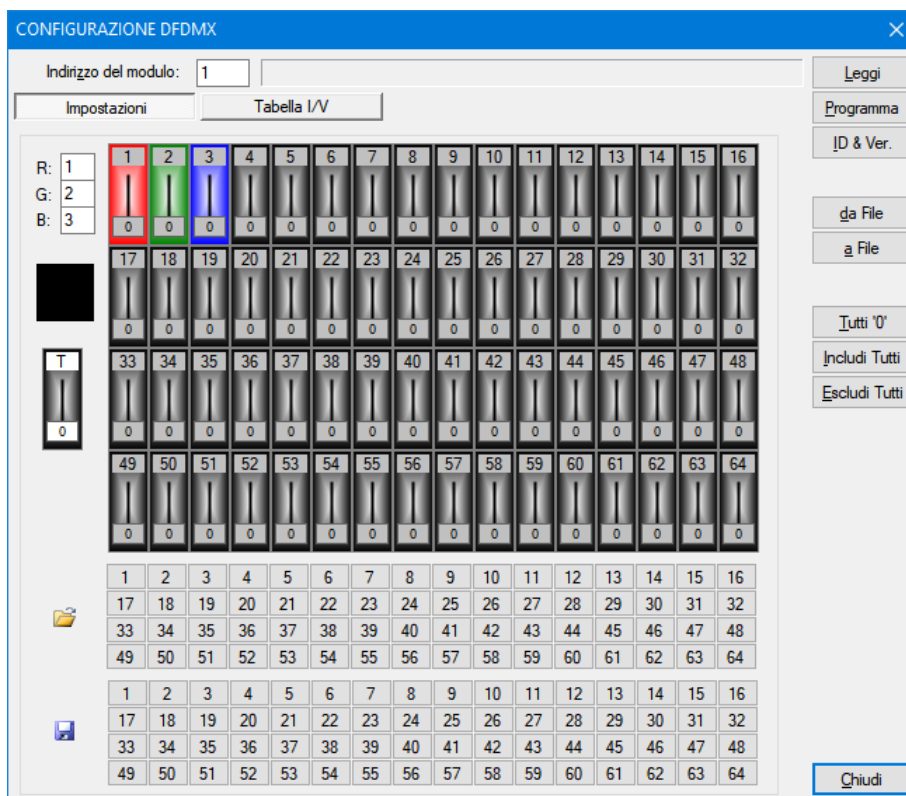 CONFIGURAZIONE DFDMX
Indirizzo del modulo: 1
Leggi
Impostazioni Tabella I/V
Programma
ID & Ver.
R: 1
G: 2
B: 3
1 2 3 4 5 6 7 8 9 10 11 12 13 14 15 16
0 0 0 0 0 0 0 0 0 0 0 0 0 0 0 0
da File
a File
17 18 19 20 21 22 23 24 25 26 27 28 29 30 31 32
0 0 0 0 0 0 0 0 0 0 0 0 0 0 0 0
Tutti '0'
Includi Tutti
Escludi Tutti
T
0
33 34 35 36 37 38 39 40 41 42 43 44 45 46 47 48
0 0 0 0 0 0 0 0 0 0 0 0 0 0 0 0
49 50 51 52 53 54 55 56 57 58 59 60 61 62 63 64
0 0 0 0 0 0 0 0 0 0 0 0 0 0 0 0
1 2 3 4 5 6 7 8 9 10 11 12 13 14 15 16
17 18 19 20 21 22 23 24 25 26 27 28 29 30 31 32
33 34 35 36 37 38 39 40 41 42 43 44 45 46 47 48
49 50 51 52 53 54 55 56 57 58 59 60 61 62 63 64
1 2 3 4 5 6 7 8 9 10 11 12 13 14 15 16
17 18 19 20 21 22 23 24 25 26 27 28 29 30 31 32
33 34 35 36 37 38 39 40 41 42 43 44 45 46 47 48
49 50 51 52 53 54 55 56 57 58 59 60 61 62 63 64
Chiudi